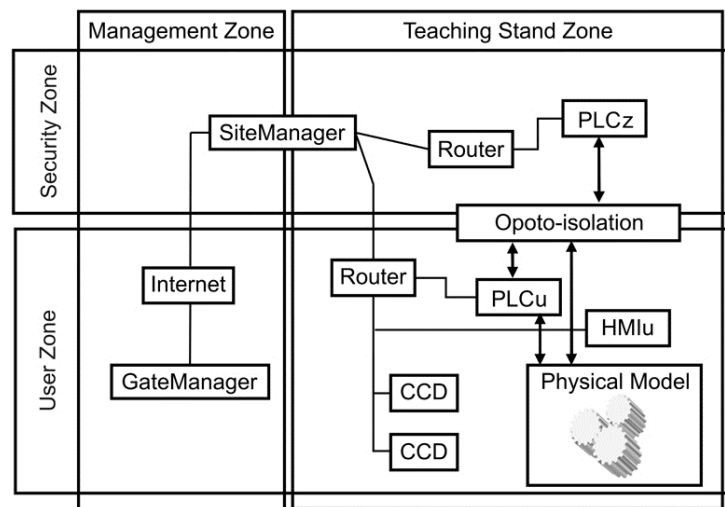 Management Zone
Teaching Stand Zone
Security Zone
SiteManager
Router
PLCz
Opoto-isolation
User Zone
Internet
Router
PLCu
HMIu
GateManager
CCD
CCD
Physical Model